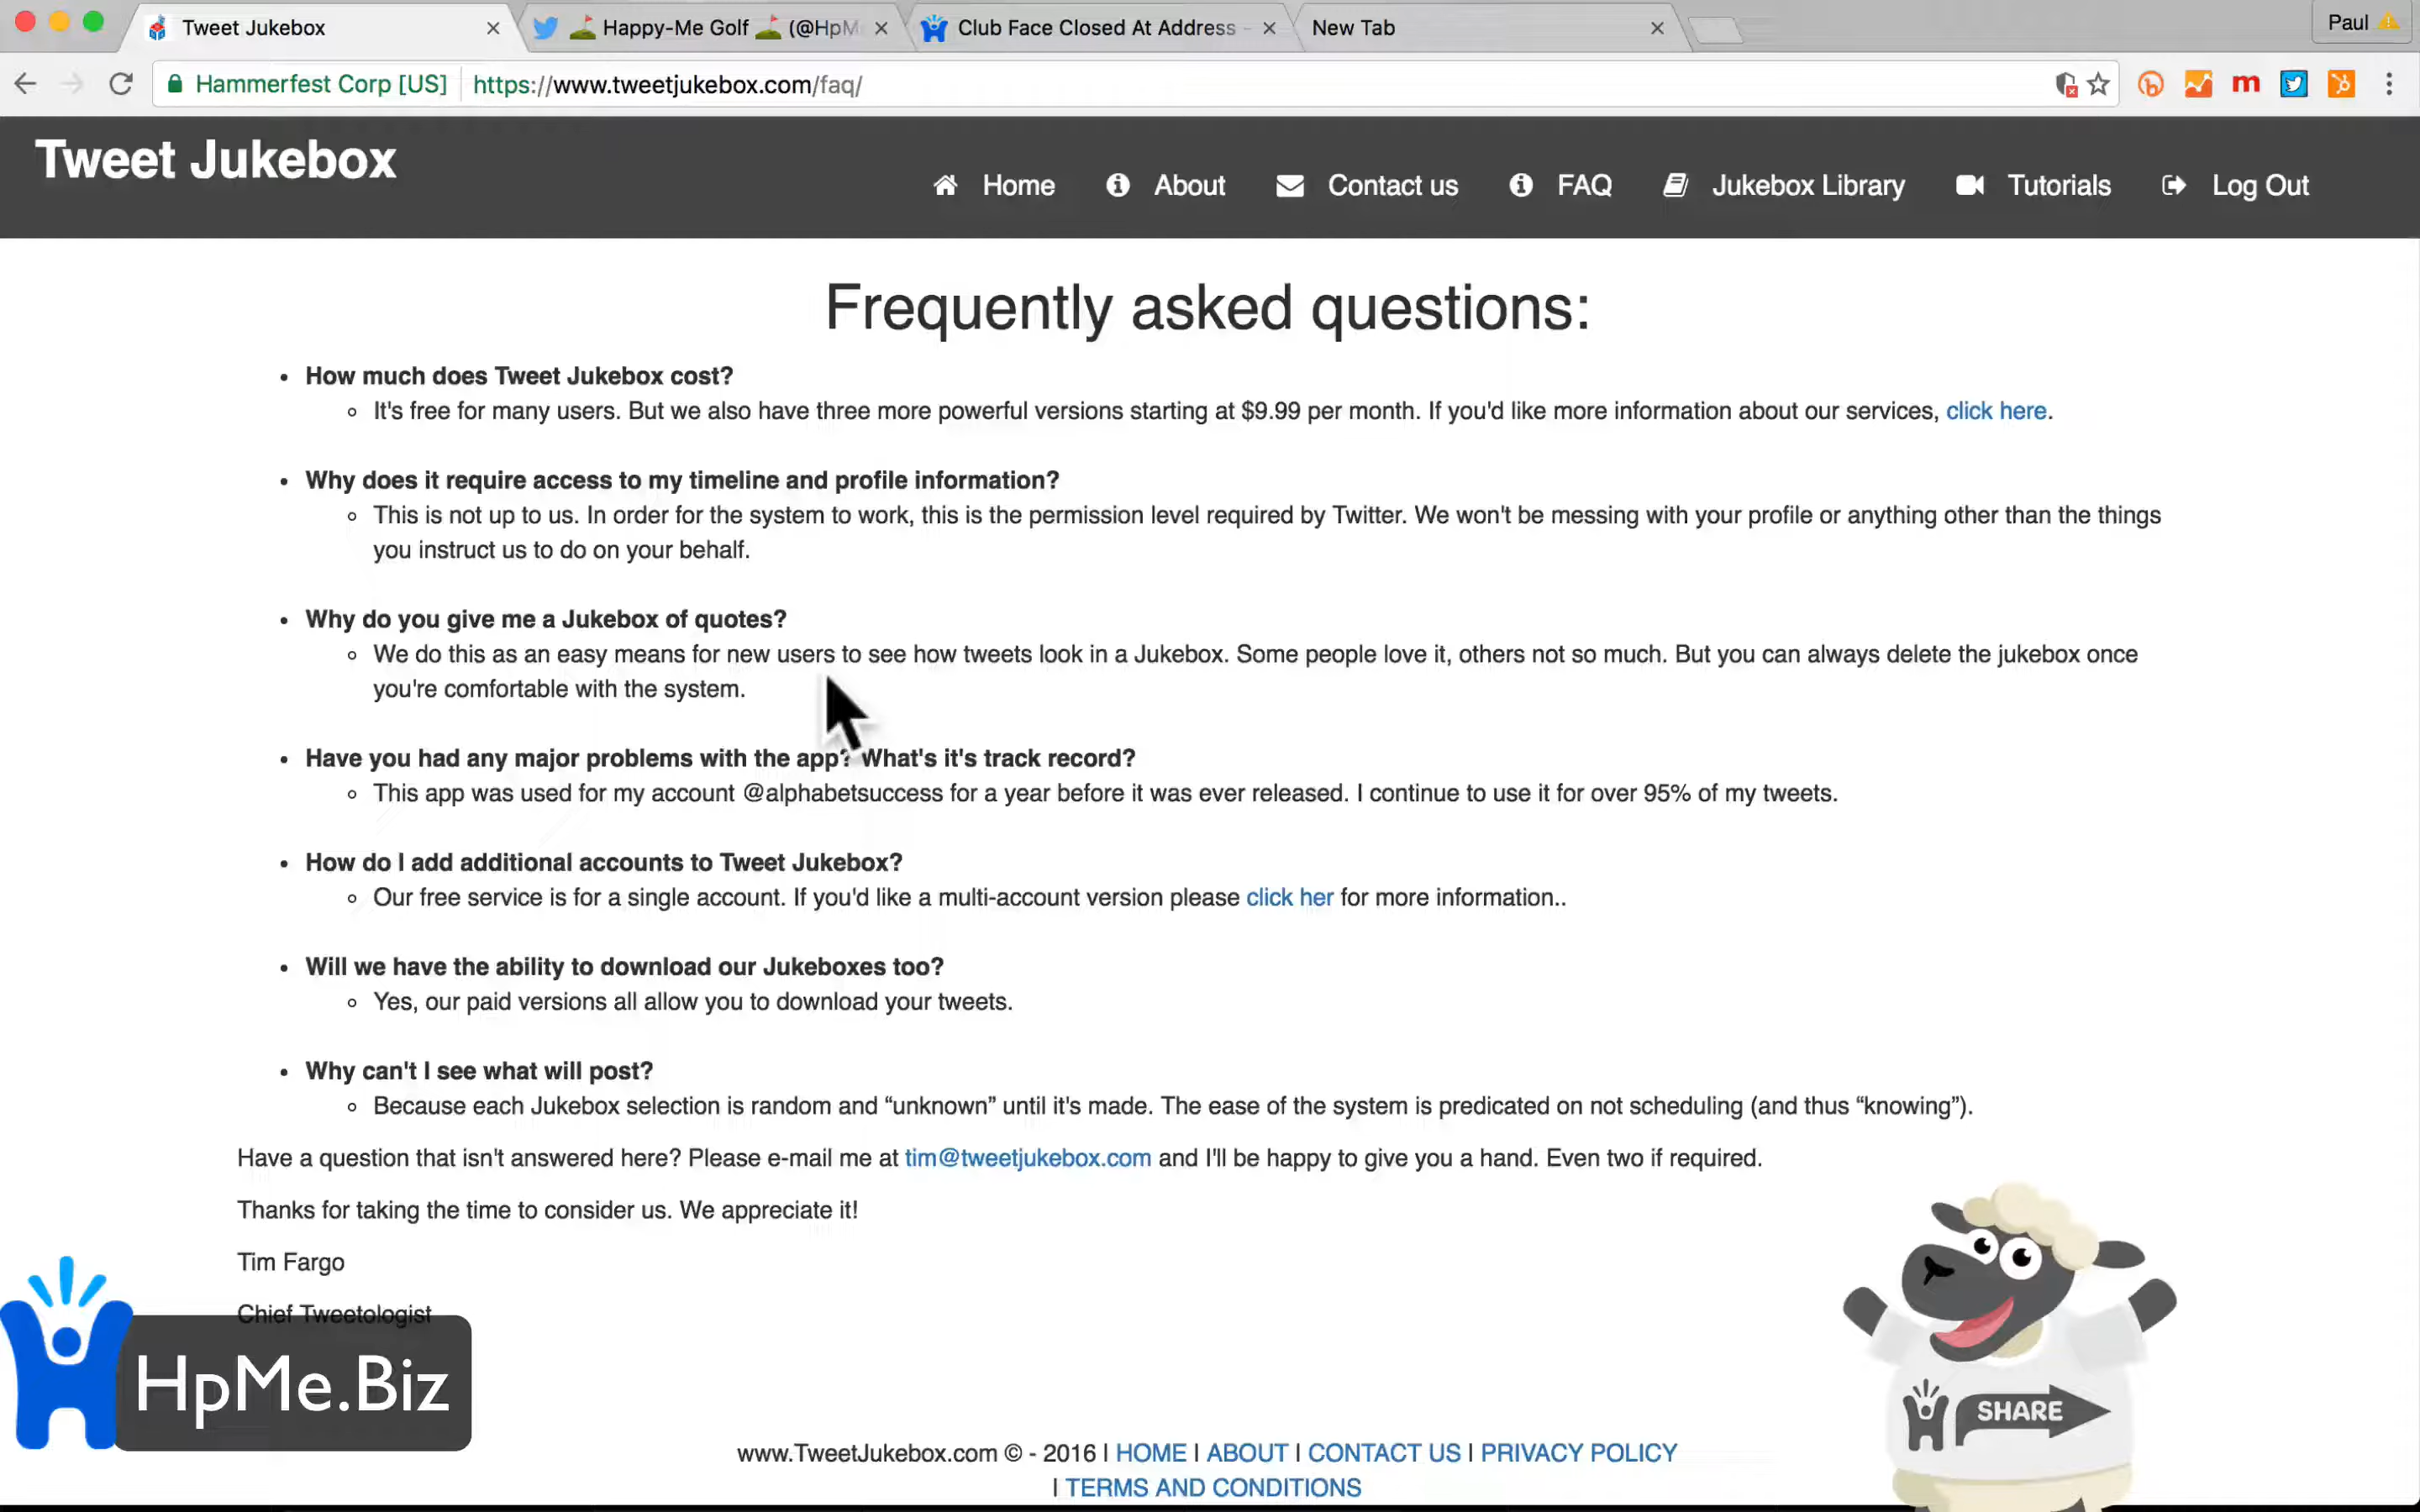 Tweet Jukebox
Happy-Me Golf (@HpM
Club Face Closed At Address -
New Tab
Paul
Hammerfest Corp [US]
https://www.tweetjukebox.com/faq/
m
Tweet Jukebox
Home
About
Contact us
FAQ
Jukebox Library
Tutorials
Log Out
Frequently asked questions:
• How much does Tweet Jukebox cost?
It's free for many users. But we also have three more powerful versions starting at $9.99 per month. If you'd like more information about our services, click here.
• Why does it require access to my timeline and profile information?
This is not up to us. In order for the system to work, this is the permission level required by Twitter. We won't be messing with your profile or anything other than the things
you instruct us to do on your behalf.
• Why do you give me a Jukebox of quotes?
We do this as an easy means for new users to see how tweets look in a Jukebox. Some people love it, others not so much. But you can always delete the jukebox once
you're comfortable with the system.
• Have you had any major problems with the app? What's it's track record?
This app was used for my account @alphabetsuccess for a year before it was ever released. I continue to use it for over 95% of my tweets.
• How do I add additional accounts to Tweet Jukebox?
Our free service is for a single account. If you'd like a multi-account version please click her for more information..
• Will we have the ability to download our Jukeboxes too?
Yes, our paid versions all allow you to download your tweets.
• Why can't I see what will post?
Because each Jukebox selection is random and “unknown” until it's made. The ease of the system is predicated on not scheduling (and thus “knowing”).
Have a question that isn't answered here? Please e-mail me at tim@tweetjukebox.com and I'll be happy to give you a hand. Even two if required.
Thanks for taking the time to consider us. We appreciate it!
Tim Fargo
Chief Tweetologist
HpMe.Biz
SHARE
www.TweetJukebox.com © - 2016 | HOME | ABOUT | CONTACT US | PRIVACY POLICY
| TERMS AND CONDITIONS